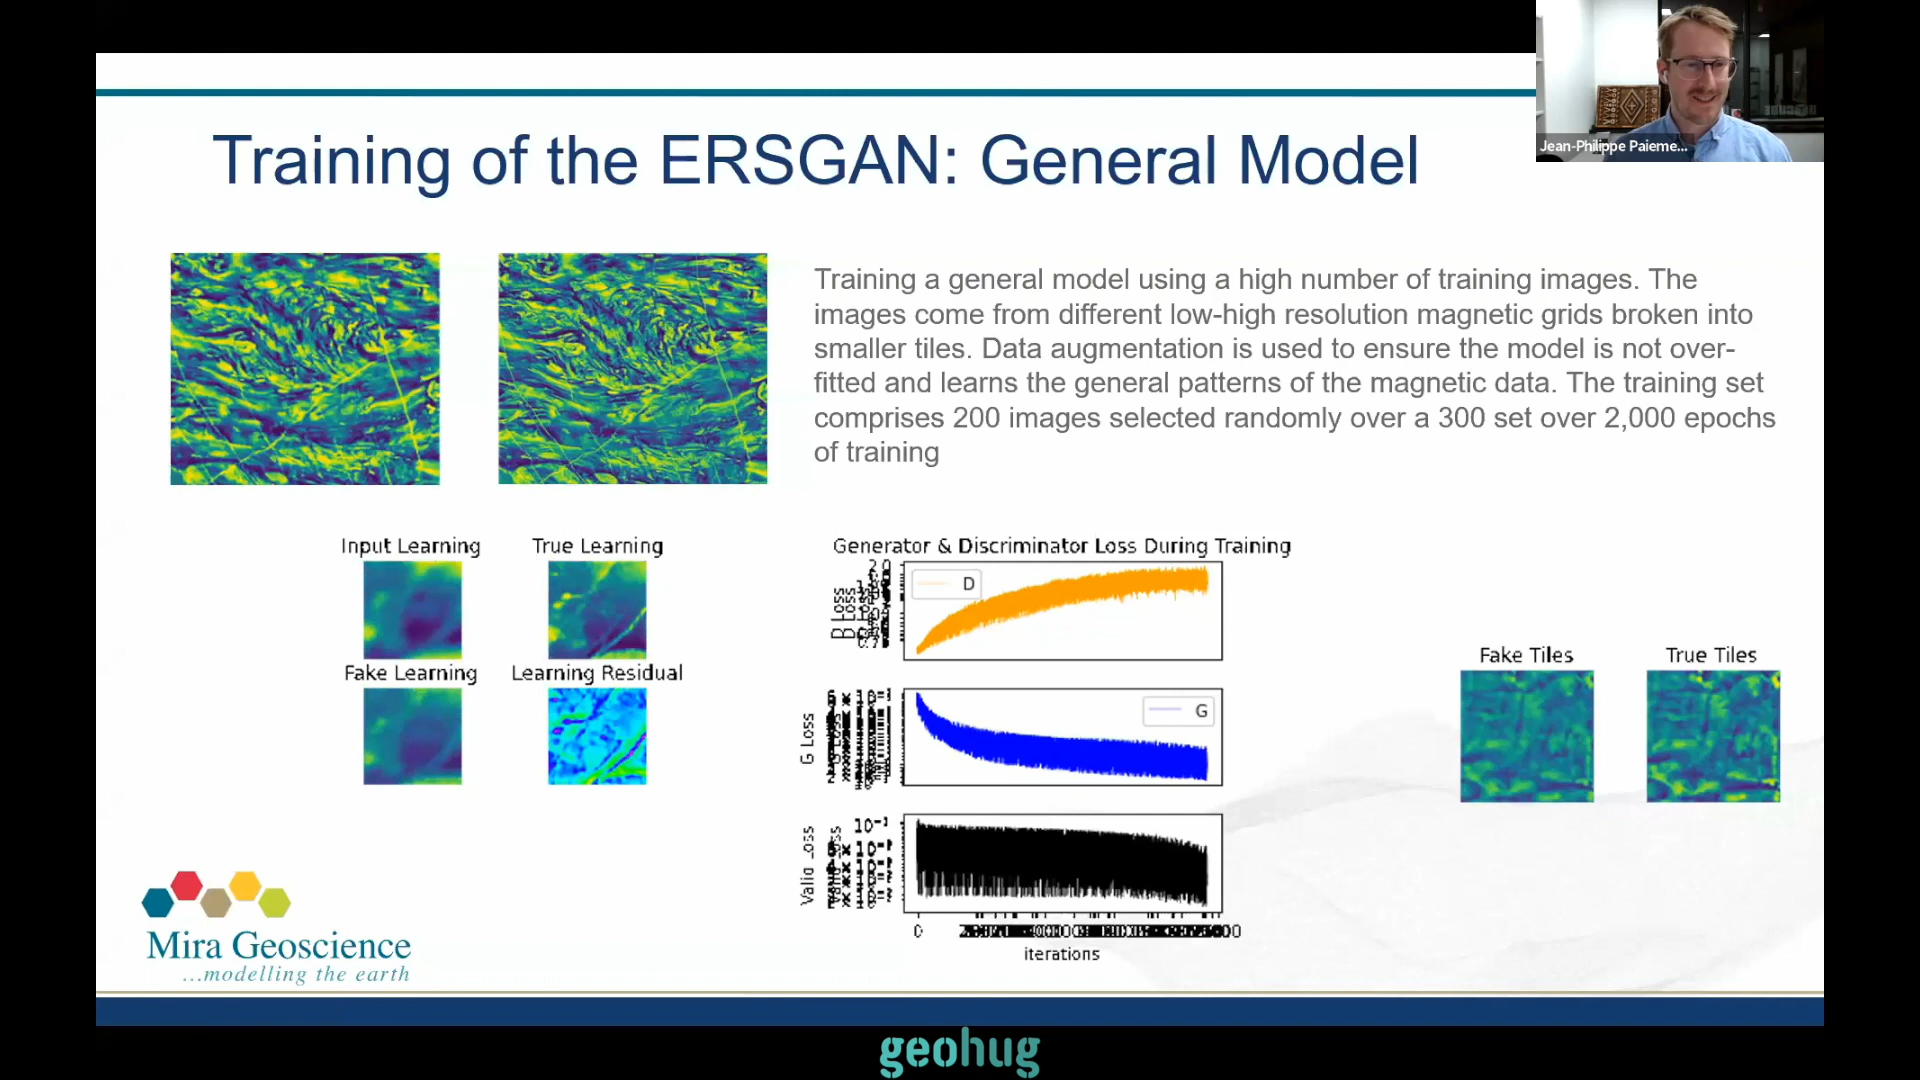 Jean-Philippe Paieme...
Training of the ERSGAN: General Model
Training a general model using a high number of training images. The
images come from different low-high resolution magnetic grids broken into
smaller tiles. Data augmentation is used to ensure the model is not over-
fitted and learns the general patterns of the magnetic data. The training set
comprises 200 images selected randomly over a 300 set over 2,000 epochs
of training
Input Learning
True Learning
Fake Learning
Learning Residual
Generator & Discriminator Loss During Training
D
G Loss
G
10⁻¹
0
iterations
Fake Tiles
True Tiles
Mira Geoscience
...modelling the earth
geohug